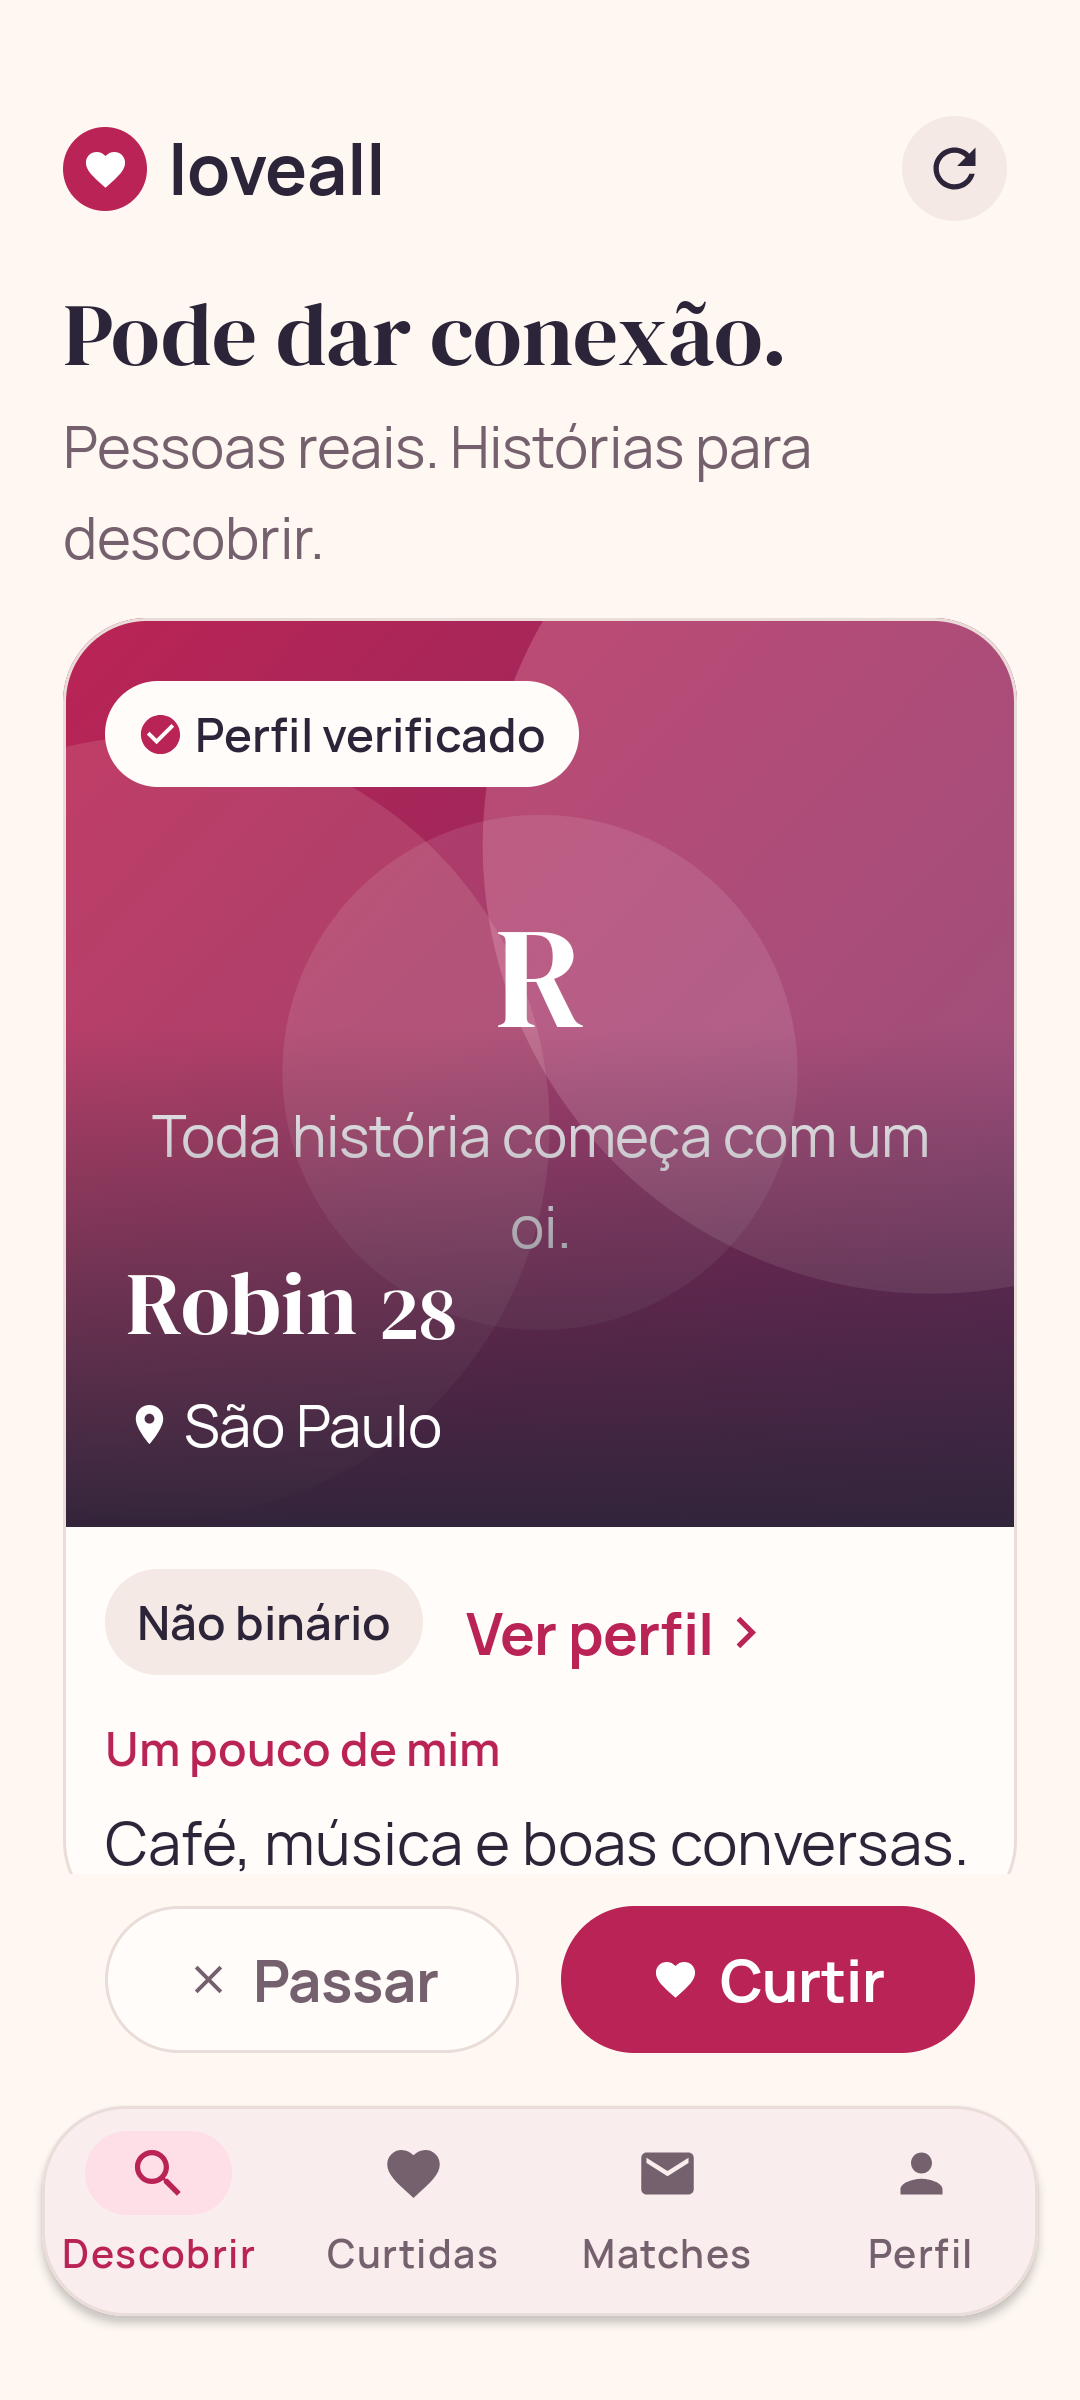 loveall
Pode dar conexão.
Pessoas reais. Histórias para
descobrir.
Perfil verificado
R
Toda história começa com um
oi.
Robin 28
São Paulo
Não binário
Ver perfil
Um pouco de mim
Café, música e boas conversas.
Passar
Curtir
Descobrir
Curtidas
Matches
Perfil